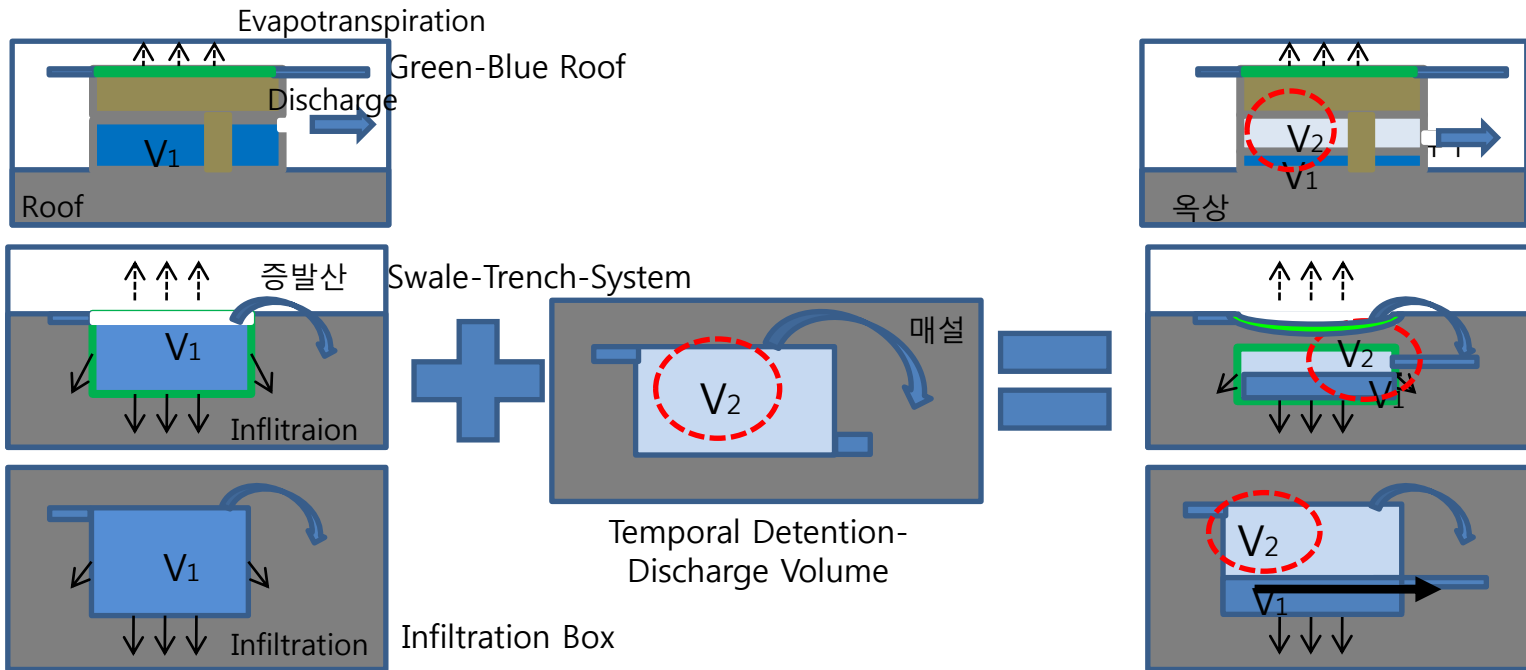 Evapotranspiration
Green-Blue Roof
Discharge
V1
Roof
증발산
Swale-Trench-System
V1
Inflitraion
V1
Infiltration
Infiltration Box
매설
V2
Temporal Detention-
Discharge Volume
V2
V1
옥상
V2
V1
V2
V1